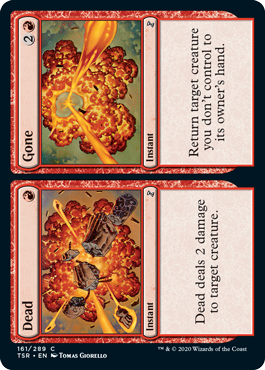 Gone
2
Instant
Return target creature
you don't control to
its owner's hand.
Dead
Instant
Dead deals 2 damage
to target creature.
161/289 C
TSR • EN TOMAS GIORELLO
™ & © 2020 Wizards of the Coast